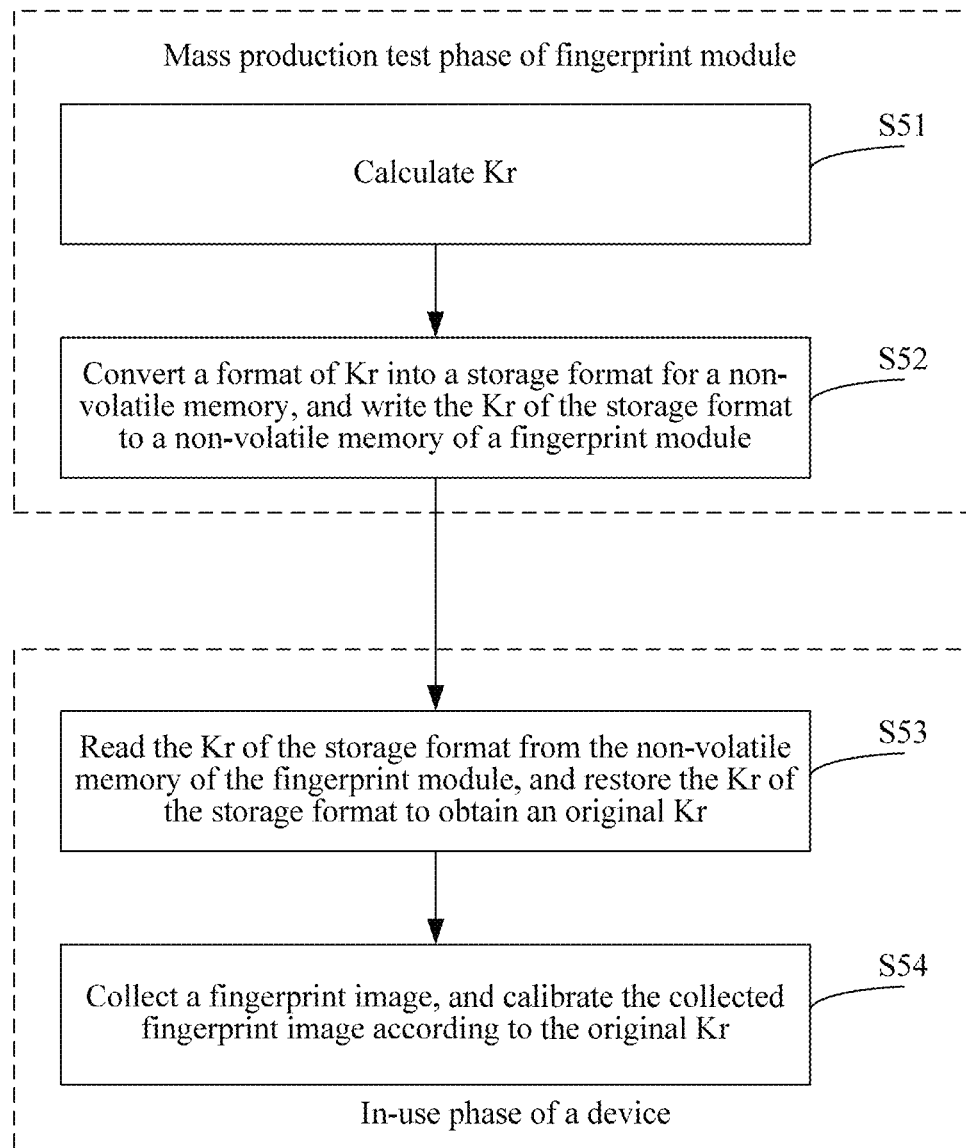 Mass production test phase of fingerprint module
S51
Calculate Kr
S52
Convert a format of Kr into a storage format for a non-
volatile memory, and write the Kr of the storage format
to a non-volatile memory of a fingerprint module
S53
Read the Kr of the storage format from the non-volatile
memory of the fingerprint module, and restore the Kr of
the storage format to obtain an original Kr
S54
Collect a fingerprint image, and calibrate the collected
fingerprint image according to the original Kr
In-use phase of a device